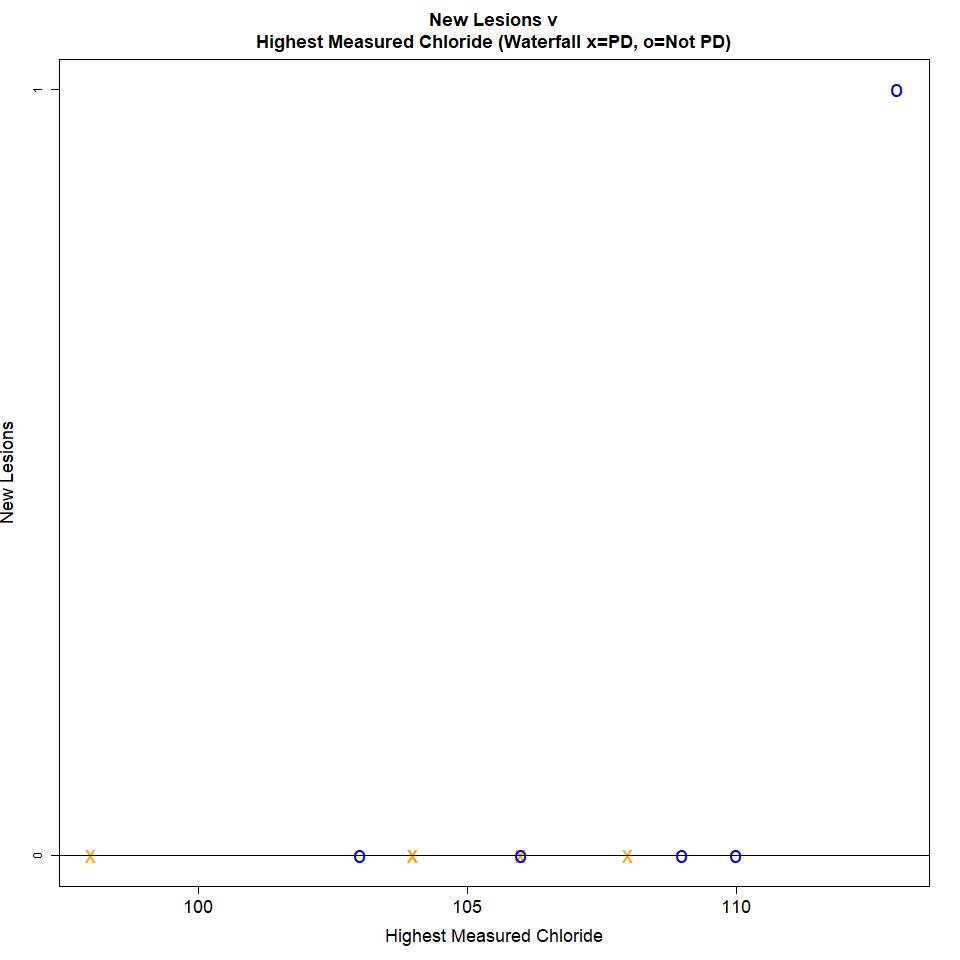 New Lesions v
Highest Measured Chloride (Waterfall x=PD, o=Not PD)
1
New Lesions
0
o
x
o
x
o
x
o
o
100
105
110
Highest Measured Chloride